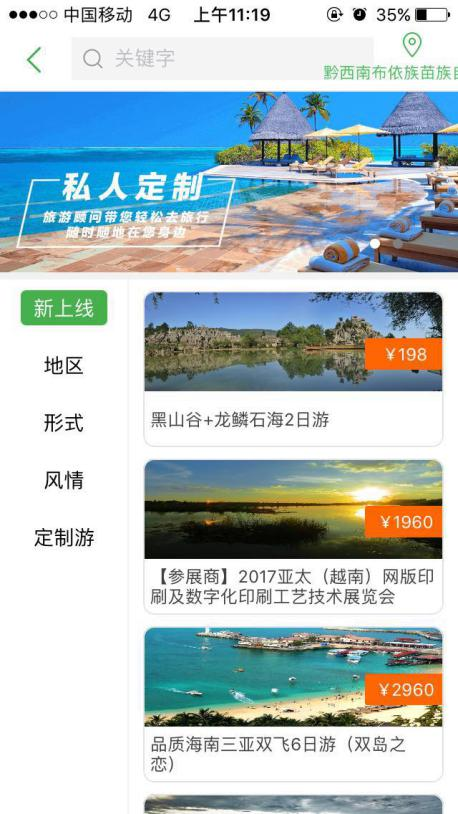 中国移动 4G 上午11:19 35%
关键字
黔西南布依族苗族自
私人定制
旅游顾问带您轻松去旅行
随时随地在您身边
新上线
地区
形式
风情
定制游
¥198
黑山谷+龙鳞石海2日游
¥1960
【参展商】2017亚太（越南）网版印
刷及数字化印刷工艺技术展览会
¥2960
品质海南三亚双飞6日游（双岛之
恋）